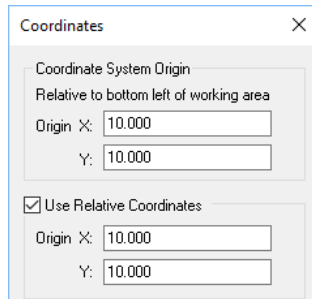 Coordinates
Coordinate System Origin
Relative to bottom left of working area
Origin X: 10.000
Y: 10.000
Use Relative Coordinates
Origin X: 10.000
Y: 10.000